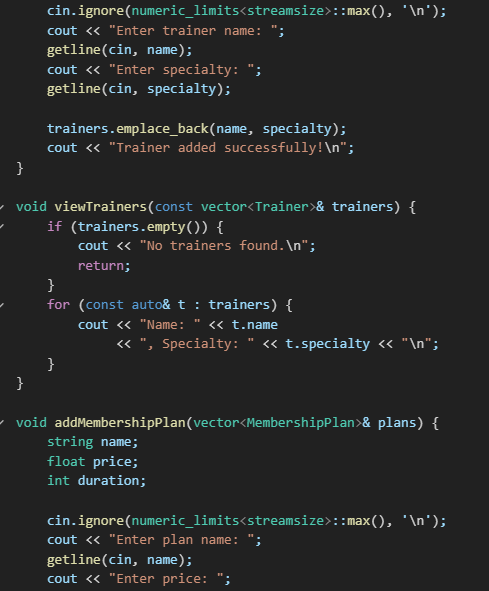 cin.ignore(numeric_limits<streamsize>::max(), '\n');
cout << "Enter trainer name: ";
getline(cin, name);
cout << "Enter specialty: ";
getline(cin, specialty);
trainers.emplace_back(name, specialty);
cout << "Trainer added successfully!\n";
}
void viewTrainers(const vector<Trainer>& trainers) {
if (trainers.empty()) {
cout << "No trainers found.\n";
return;
}
for (const auto& t : trainers) {
cout << "Name: " << t.name
<< ", Specialty: " << t.specialty << "\n";
}
}
void addMembershipPlan(vector<MembershipPlan>& plans) {
string name;
float price;
int duration;
cin.ignore(numeric_limits<streamsize>::max(), '\n');
cout << "Enter plan name: ";
getline(cin, name);
cout << "Enter price: ";